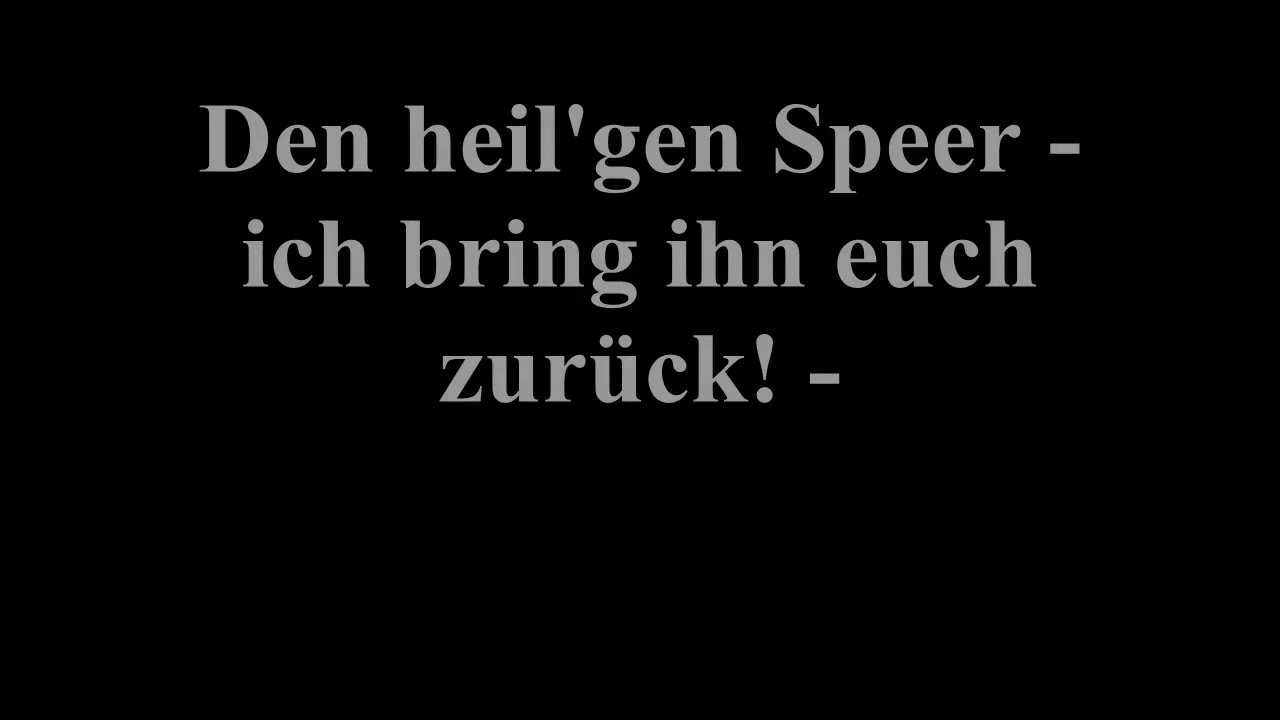 Den heil'gen Speer -
ich bring ihn euch
zurück! -